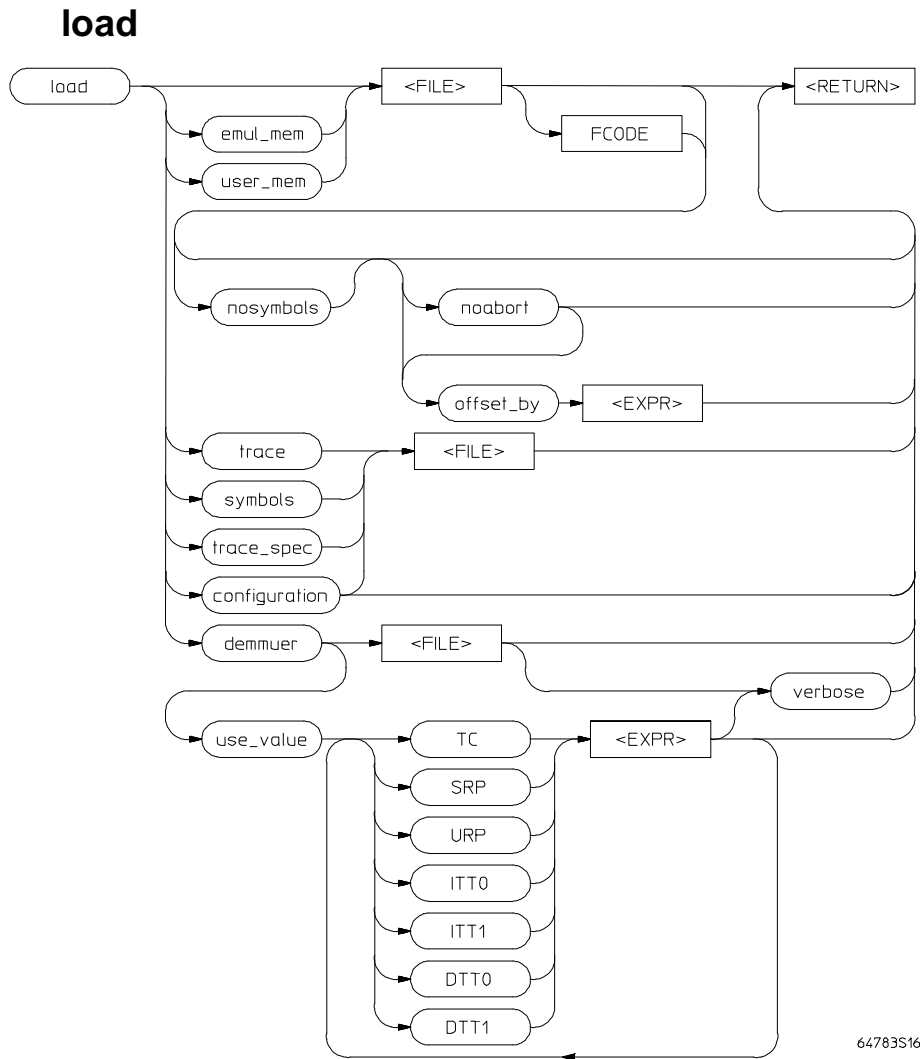 load
load
<FILE>
<RETURN>
emul_mem
FCODE
user_mem
nosymbols
noabort
offset_by
<EXPR>
trace
<FILE>
symbols
trace_spec
configuration
demmuer
<FILE>
verbose
use_value
TC
<EXPR>
SRP
URP
ITT0
ITT1
DTT0
DTT1
64783S16